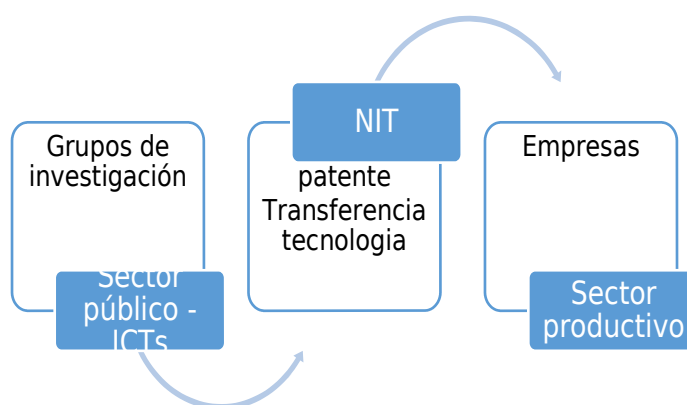 Grupos de
investigación
Sector
público -
ICTs
NIT
patente
Transferencia
tecnologia
Empresas
Sector
productivo